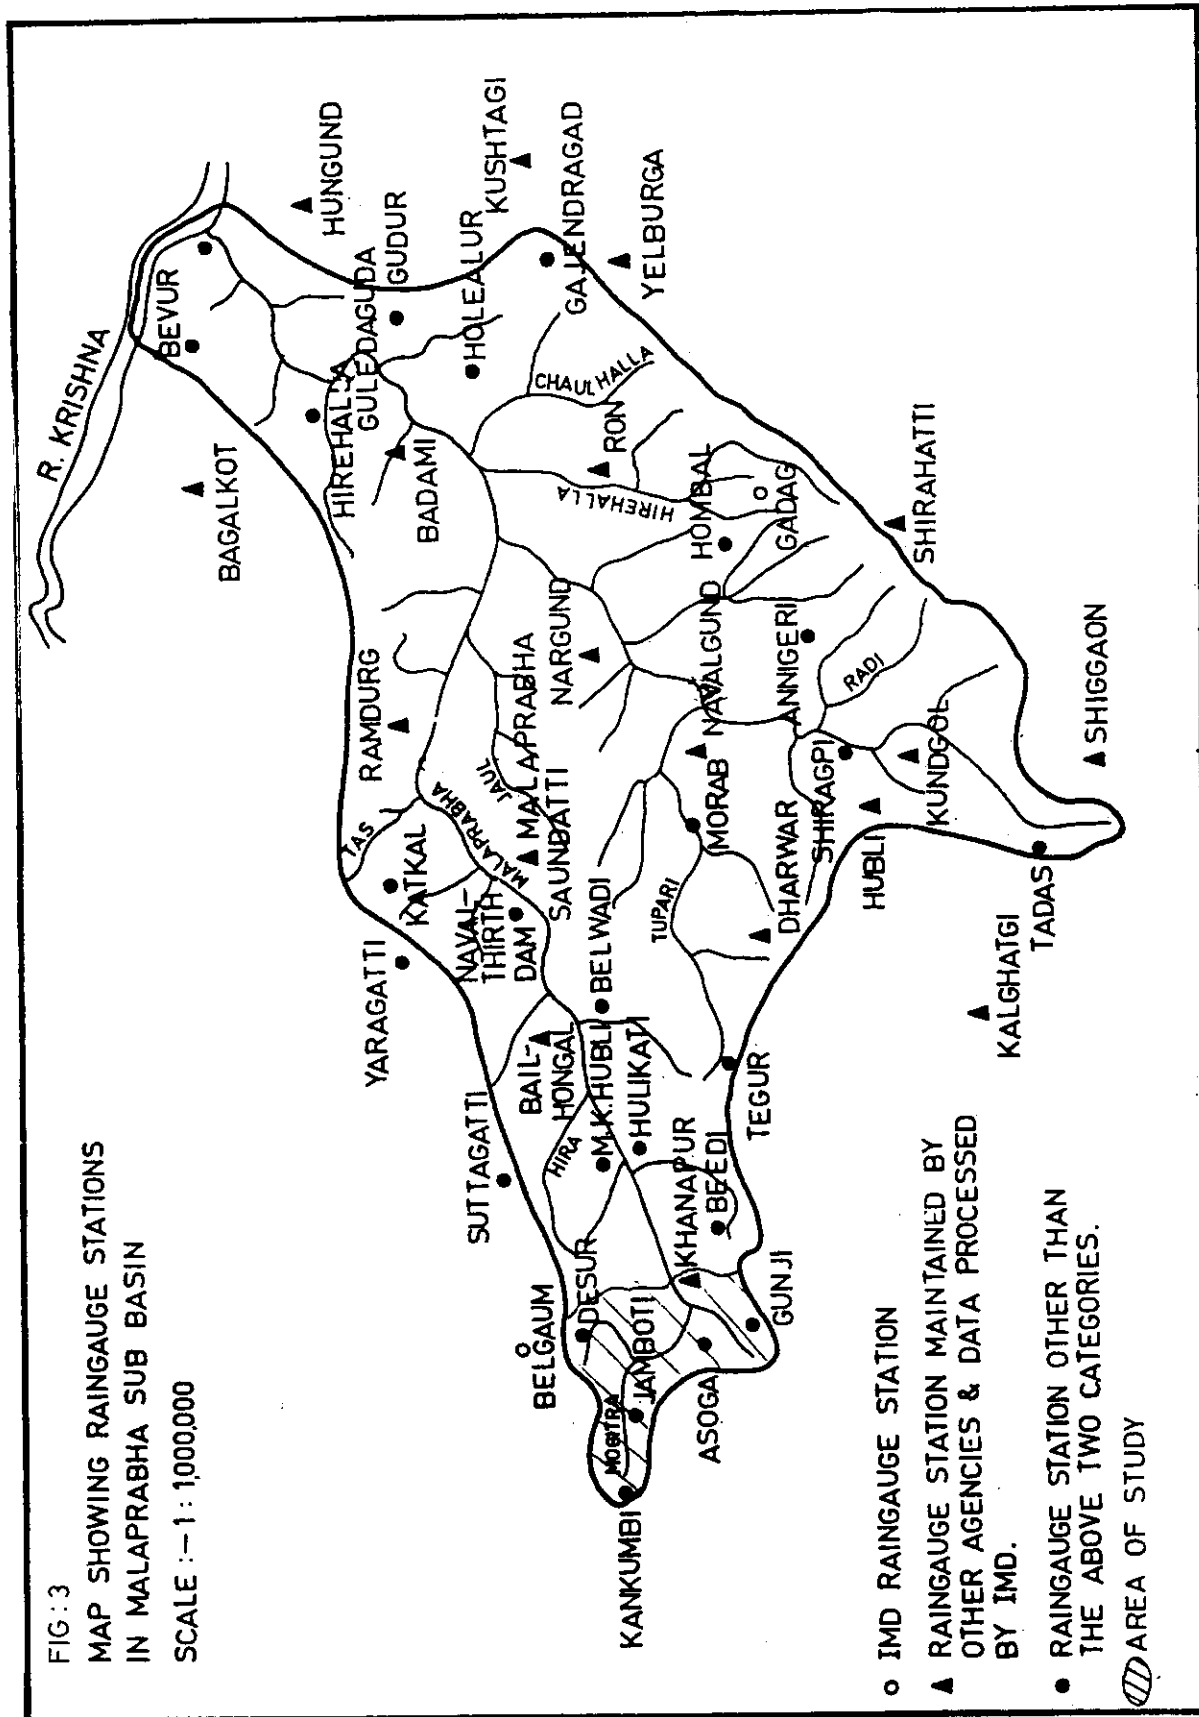 FIG:3
MAP SHOWING RAINGAUGE STATIONS
IN MALAPRABHA SUB BASIN
SCALE :- 1 : 1,000,000
R. KRISHNA
BEVUR
HUNGUND
BAGALKOT
HIREHALLA
GULEDAGUDA
GUDUR
KUSHTAGI
BADAMI
HOLEALUR
GAJENDRAGAD
YELBURGA
CHAULHALLA
RON
HIREHALLA
HOMBAL
GADAG
SHIRAHATTI
RAMDURG
NARGUND
NAVALGUND
ANNIGERI
RADI
TAS
KATKAL
MALAPRABHA
JAUL
MALAPRABHA
SAUNDATTI
MALAPRABHA
MORAB
SHIRAGPI
KUNDGOL
SHIGGAON
YARAGATTI
NAVAL-
THIRTH
DAM
BELWADI
TUPARI
DHARWAR
HUBLI
TADAS
KALGHATGI
SUTTAGATTI
BAIL-
HONGAL
HIRA
M.K.HUBLI
HULIKATI
TEGUR
KHANAPUR
BEEDI
BELGAUM
DESUR
JAMBOTI
GUNJI
ASOGA
KANKUMBI
IMD RAINGAUGE STATION
RAINGAUGE STATION MAINTAINED BY
OTHER AGENCIES & DATA PROCESSED
BY IMD.
RAINGAUGE STATION OTHER THAN
THE ABOVE TWO CATEGORIES.
AREA OF STUDY